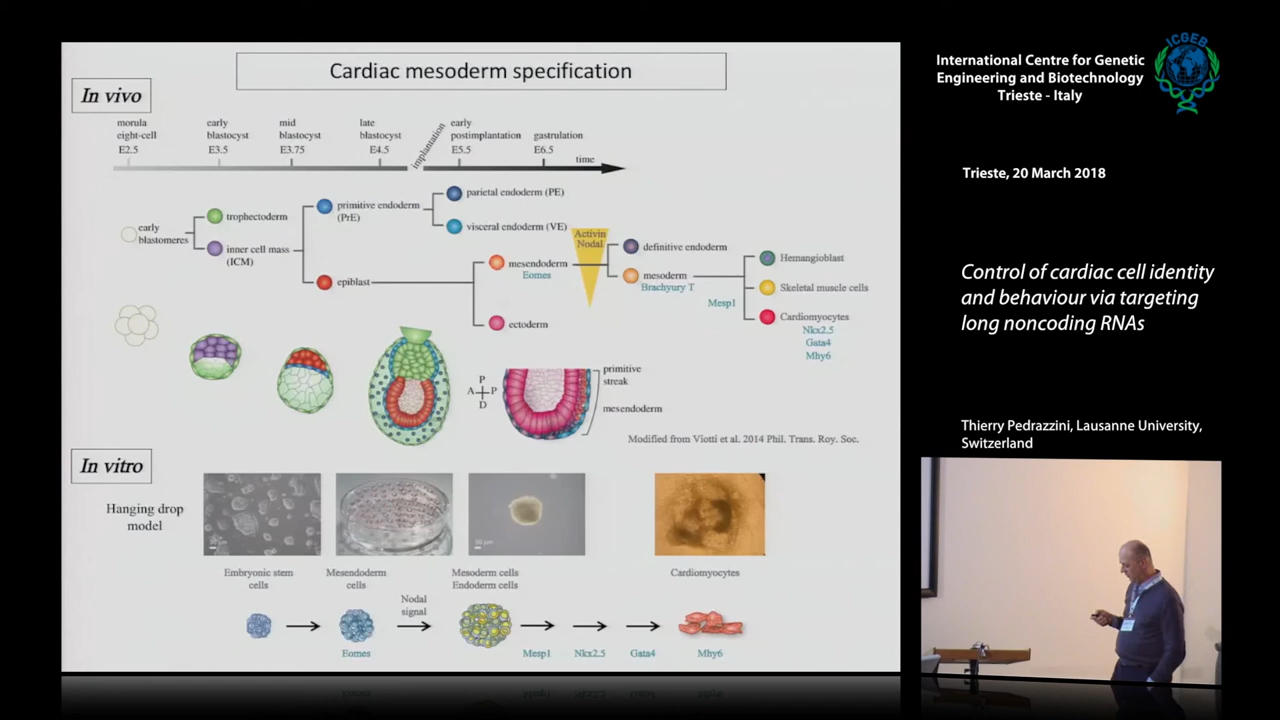 Cardiac mesoderm specification
In vivo
morula
eight-cell
E2.5
early
blastocyst
E3.5
mid
blastocyst
E3.75
late
blastocyst
E4.5
implantation
early
postimplantation
E5.5
gastrulation
E6.5
time
early
blastomeres
trophectoderm
inner cell mass
(ICM)
primitive endoderm
(PrE)
epiblast
parietal endoderm (PE)
visceral endoderm (VE)
mesendoderm
Eomes
ectoderm
Activin
Nodal
definitive endoderm
mesoderm
Brachyury T
Mesp1
Hemangioblast
Skeletal muscle cells
Cardiomyocytes
Nkx2.5
Gata4
Mhy6
P
A P
D
primitive
streak
mesendoderm
Modified from Viotti et al. 2014 Phil. Trans. Roy. Soc.
In vitro
Hanging drop
model
Embryonic stem
cells
Mesendoderm
cells
Mesoderm cells
Endoderm cells
Cardiomyocytes
Nodal
signal
Eomes
Mesp1
Nkx2.5
Gata4
Mhy6
International Centre for Genetic
Engineering and Biotechnology
Trieste - Italy
ICGEB
Trieste, 20 March 2018
Control of cardiac cell identity
and behaviour via targeting
long noncoding RNAs
Thierry Pedrazzini, Lausanne University,
Switzerland